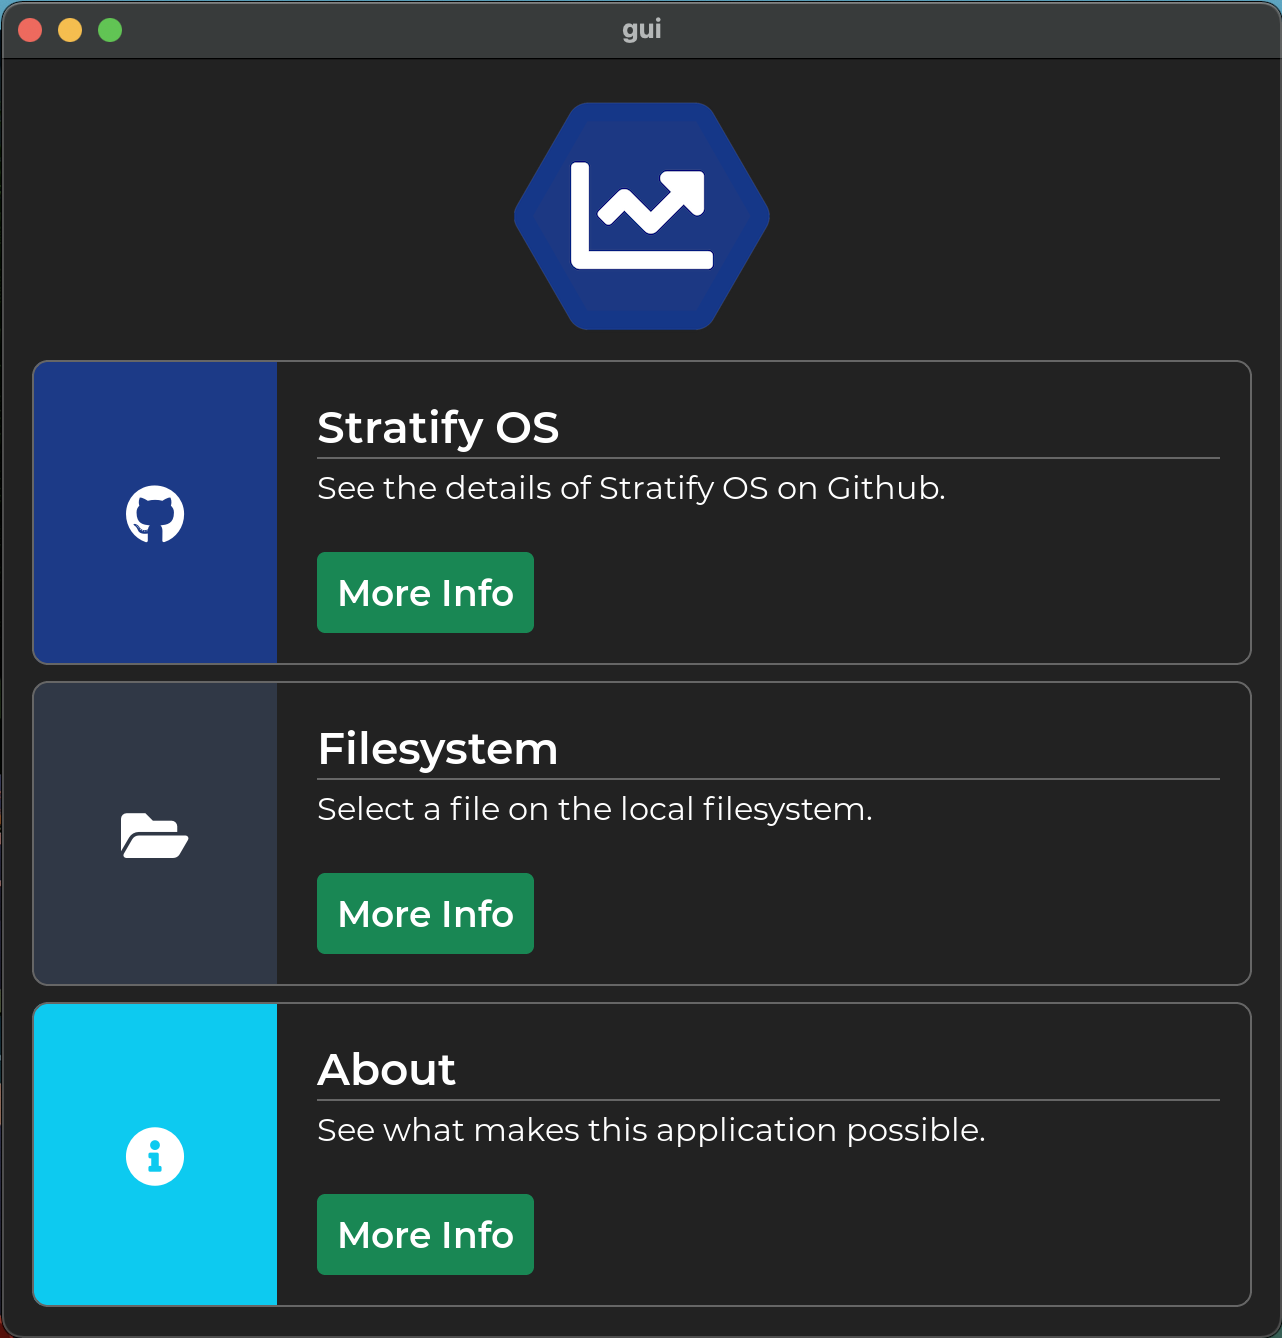 gui
Stratify OS
See the details of Stratify OS on Github.
More Info
Filesystem
Select a file on the local filesystem.
More Info
About
See what makes this application possible.
More Info